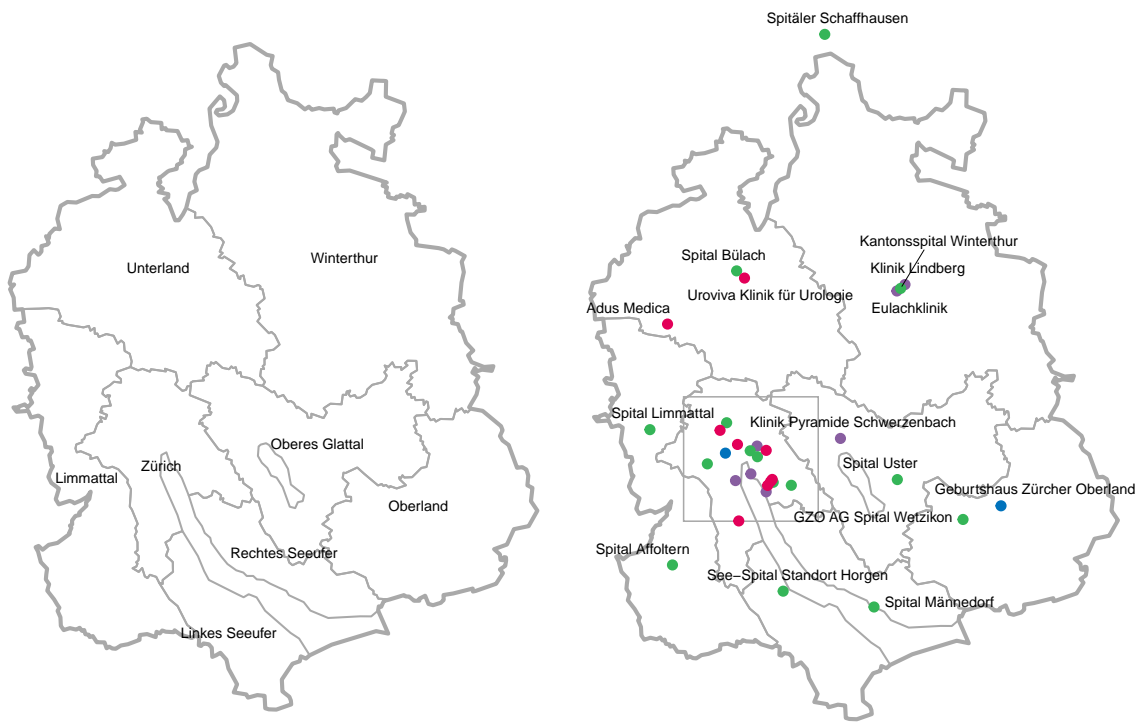 Unterland
Winterthur
Oberes Glattal
Zürich
Limmattal
Oberland
Rechtes Seeufer
Linkes Seeufer
Spitäler Schaffhausen
Kantonsspital Winterthur
Spital Bülach
Klinik Lindberg
Uroviva Klinik für Urologie
Adus Medica
Eulachklinik
Spital Limmattal
Klinik Pyramide Schwerzenbach
Spital Uster
Geburtshaus Zürcher Oberland
GZO AG Spital Wetzikon
Spital Affoltern
See−Spital Standort Horgen
Spital Männedorf